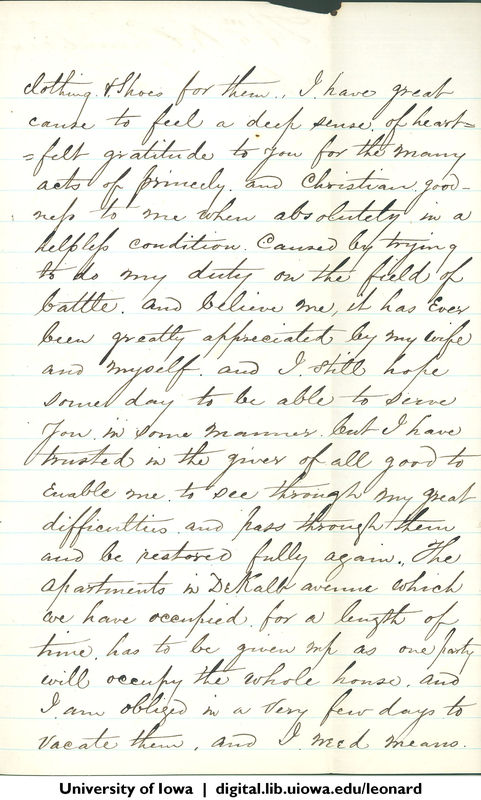 clothing & Shoes for them. I have great
cause to feel a deep sense of heart=
=felt gratitude to you for the many
acts of princely and Christian good-
ness to me when absolutely in a
helpless condition Caused by trying
to do my duty on the field of
battle. And believe me, it has Ever
been greatly appreciated by my wife
and myself. and I still hope
some day to be able to serve
you in some manner. but I have
trusted in the giver of all good to
Enable me to see through my great
difficulties and pass through them
and be restored fully again. The
apartments in DeKalb avenue which
we have occupied for a length of
time, has to be given up as one party
will occupy the whole house, and
I am obliged in a very few days to
vacate them, and I need means.
University of Iowa | digital.lib.uiowa.edu/leonard